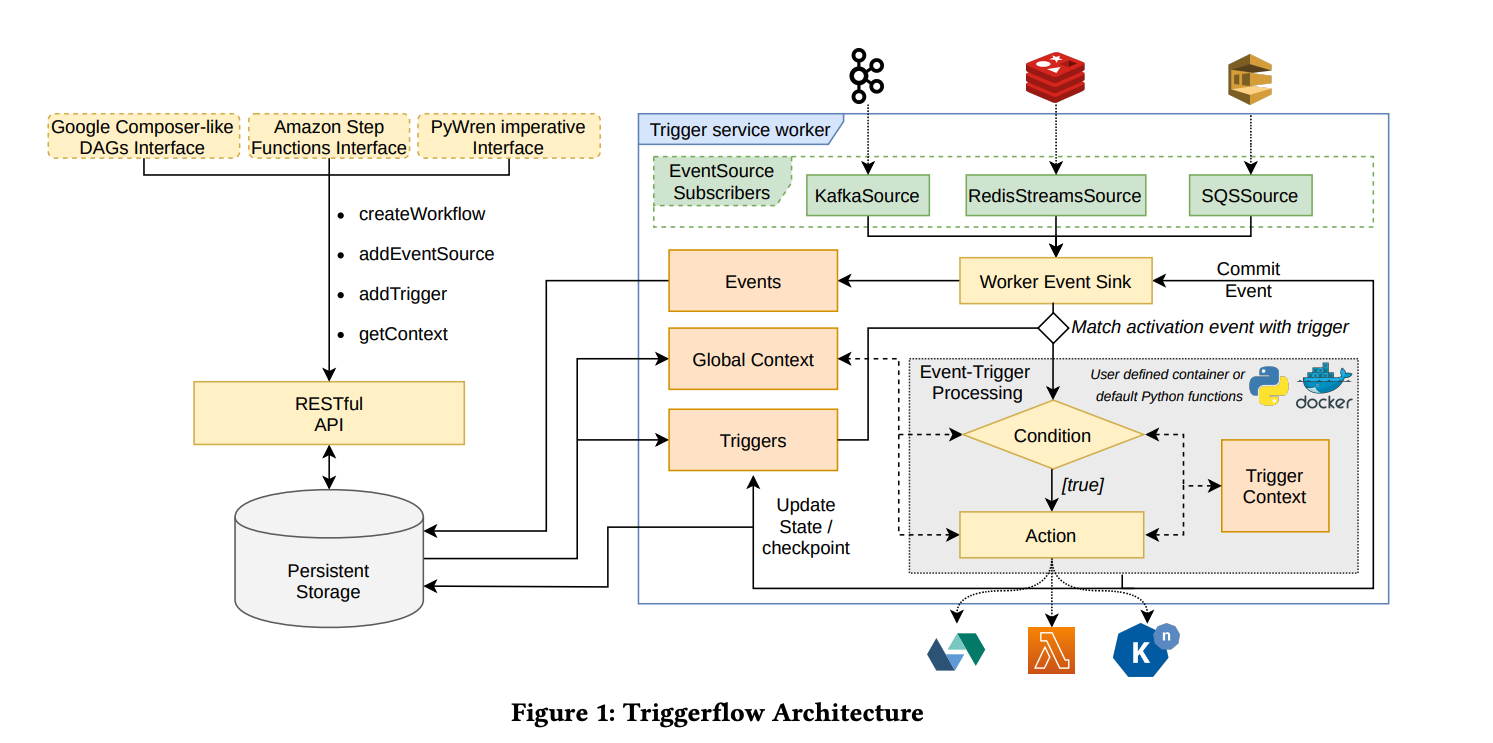 Google Composer-like
DAGs Interface
Amazon Step
Functions Interface
PyWren imperative
Interface
• createWorkflow
• addEventSource
• addTrigger
• getContext
RESTful
API
Persistent
Storage
Trigger service worker
EventSource
Subscribers
KafkaSource
RedisStreamsSource
SQSSource
Events
Worker Event Sink
Commit
Event
Match activation event with trigger
Global Context
Event-Trigger
Processing
User defined container or
default Python functions
docker
Triggers
Condition
[true]
Trigger
Context
Update
State /
checkpoint
Action
K
n
Figure 1: Triggerflow Architecture